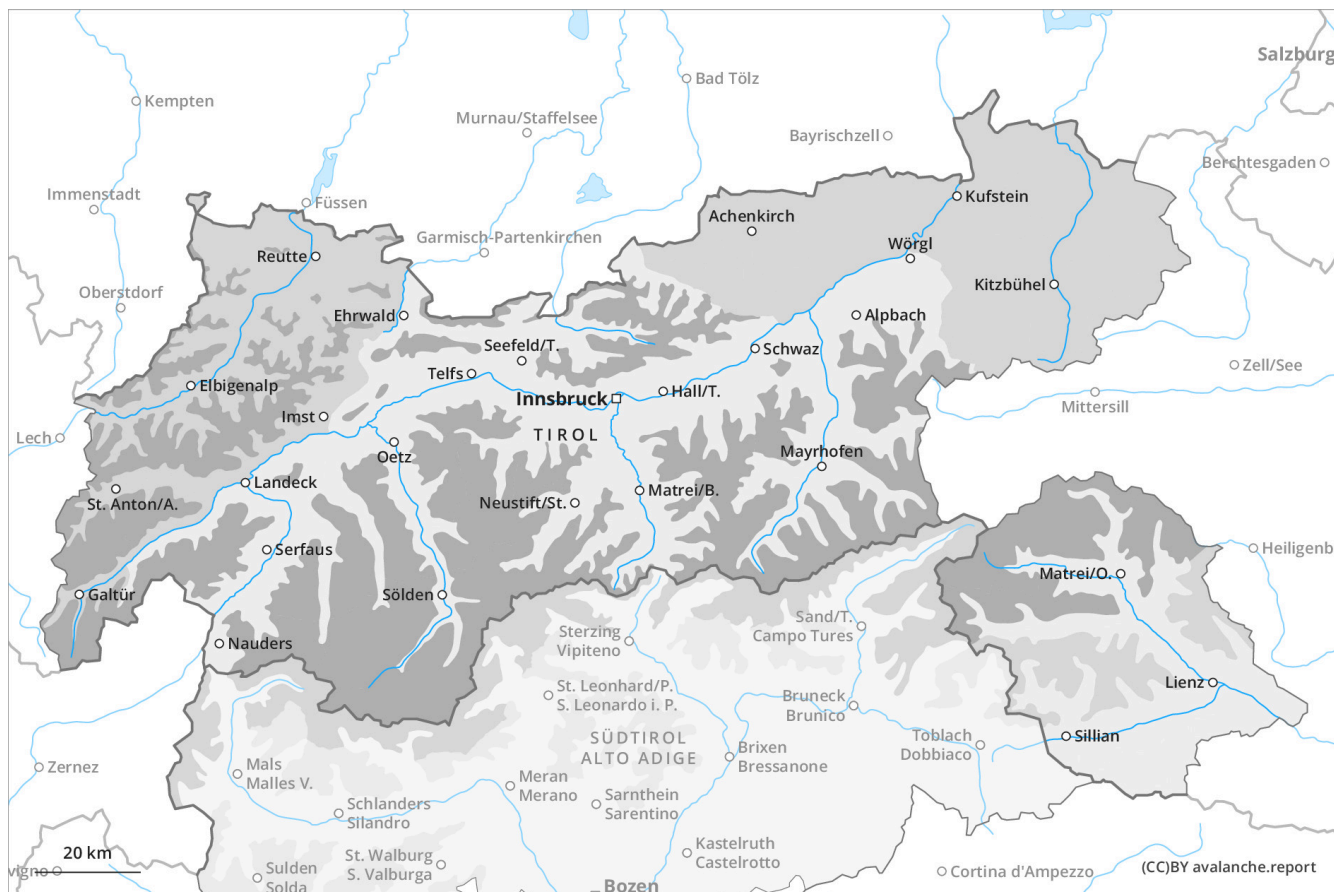 Salzburg
Bad Tölz
Kempten
Murnau/Staffelsee
Bayrischzell
Berchtesgaden
Immenstadt
Füssen
Kufstein
Achenkirch
Garmisch-Partenkirchen
Wörgl
Reutte
Kitzbühel
Oberstdorf
Ehrwald
Alpbach
Seefeld/T.
Schwaz
Zell/See
Telfs
Elbigenalp
Innsbruck
Hall/T.
Mittersill
Imst
Lech
TIROL
Oetz
Mayrhofen
Landeck
Matrei/B.
St. Anton/A.
Neustift/St.
Serfaus
Heiligenb
Matrei/O.
Galtür
Sölden
Sand/T.
Campo Tures
Sterzing
Vipiteno
Nauders
Lienz
St. Leonhard/P.
S. Leonardo i. P.
Bruneck
Brunico
SÜDTIROL
ALTO ADIGE
Toblach
Dobbiaco
Sillian
Brixen
Bressanone
Zernez
Mals
Malles V.
Meran
Merano
Schlanders
Silandro
Sarnthein
Sarentino
Kastelruth
Castelrotto
20 km
St. Walburg
S. Valburga
vigno
Sulden
Solda
Cortina d'Ampezzo
(CC)BY avalanche.report
Bozen